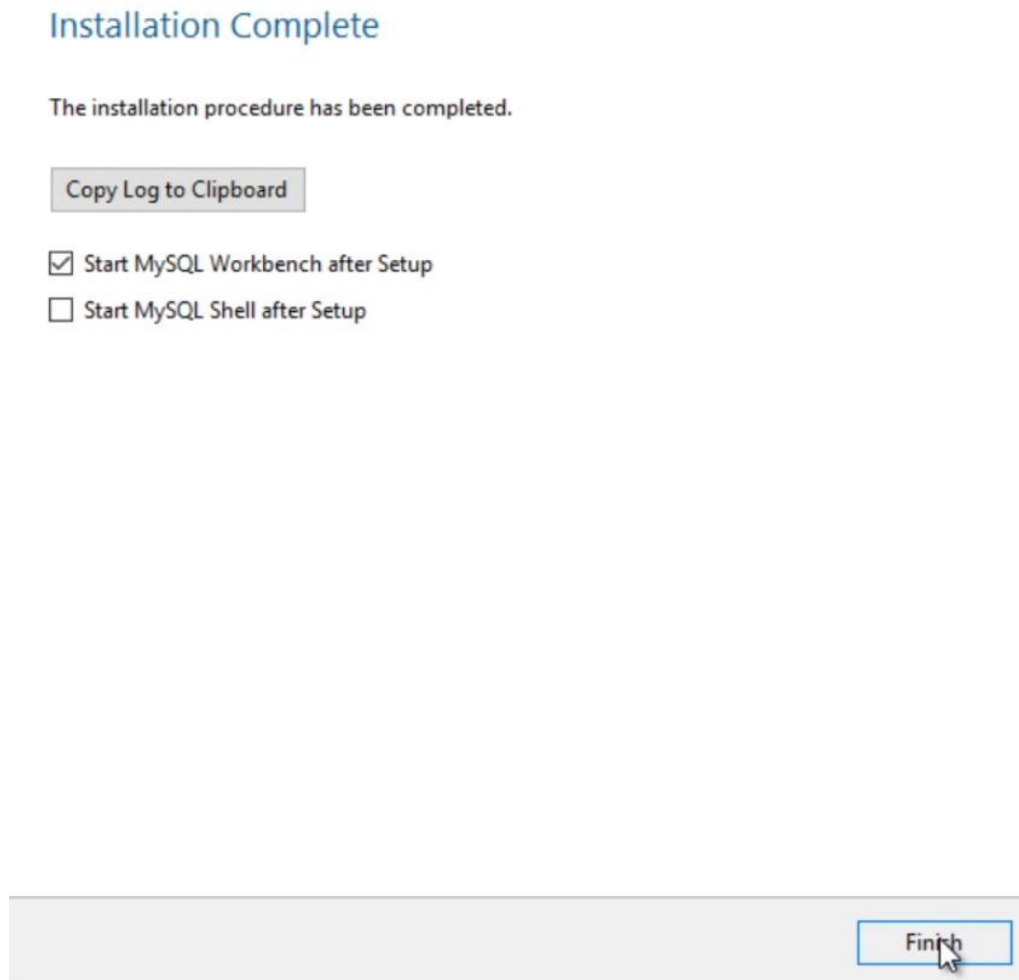 Installation Complete
The installation procedure has been completed.
Copy Log to Clipboard
Start MySQL Workbench after Setup
Start MySQL Shell after Setup
Finish